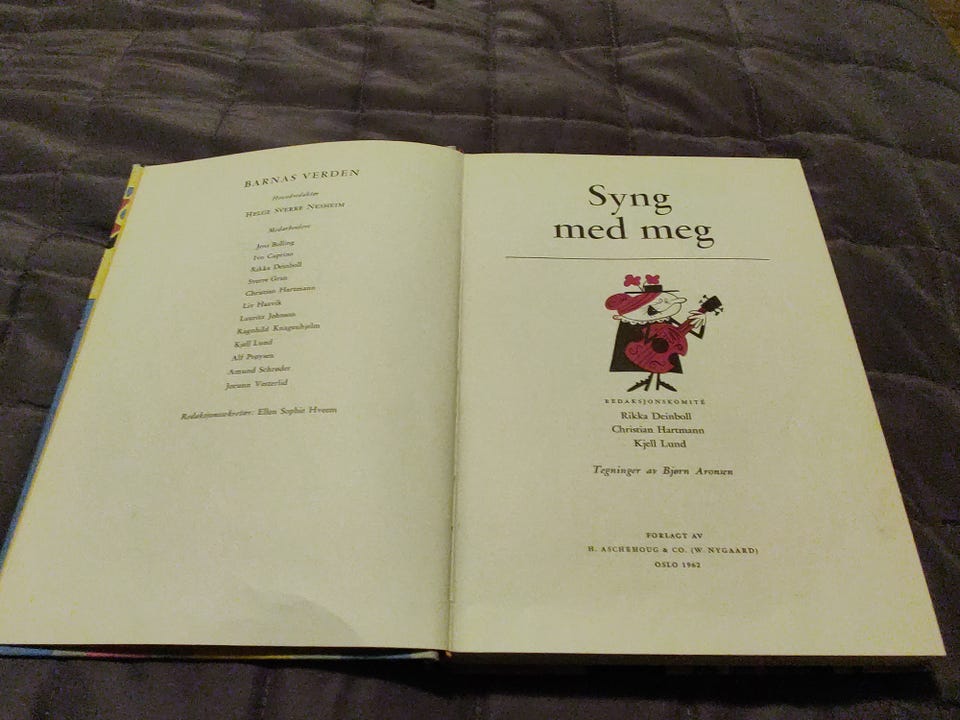 BARNAS VERDEN
Hovedredaktør
HELGE SVERRE NESHEIM
Medarbeidere
Jens Bolling
Ivo Caprino
Rikka Deinboll
Sverre Gran
Christian Hartmann
Liv Hasvik
Lauritz Johnson
Ragnhild Knagenhjelm
Kjell Lund
Alf Prøysen
Amund Schrøder
Jorunn Vesterlid
Redaksjonssekretær: Ellen Sophie Hveem
Syng
med meg
REDAKSJONSKOMITÉ
Rikka Deinboll
Christian Hartmann
Kjell Lund
Tegninger av Bjørn Aronsen
FORLAGT AV
H. ASCHEHOUG & CO. (W. NYGAARD)
OSLO 1962